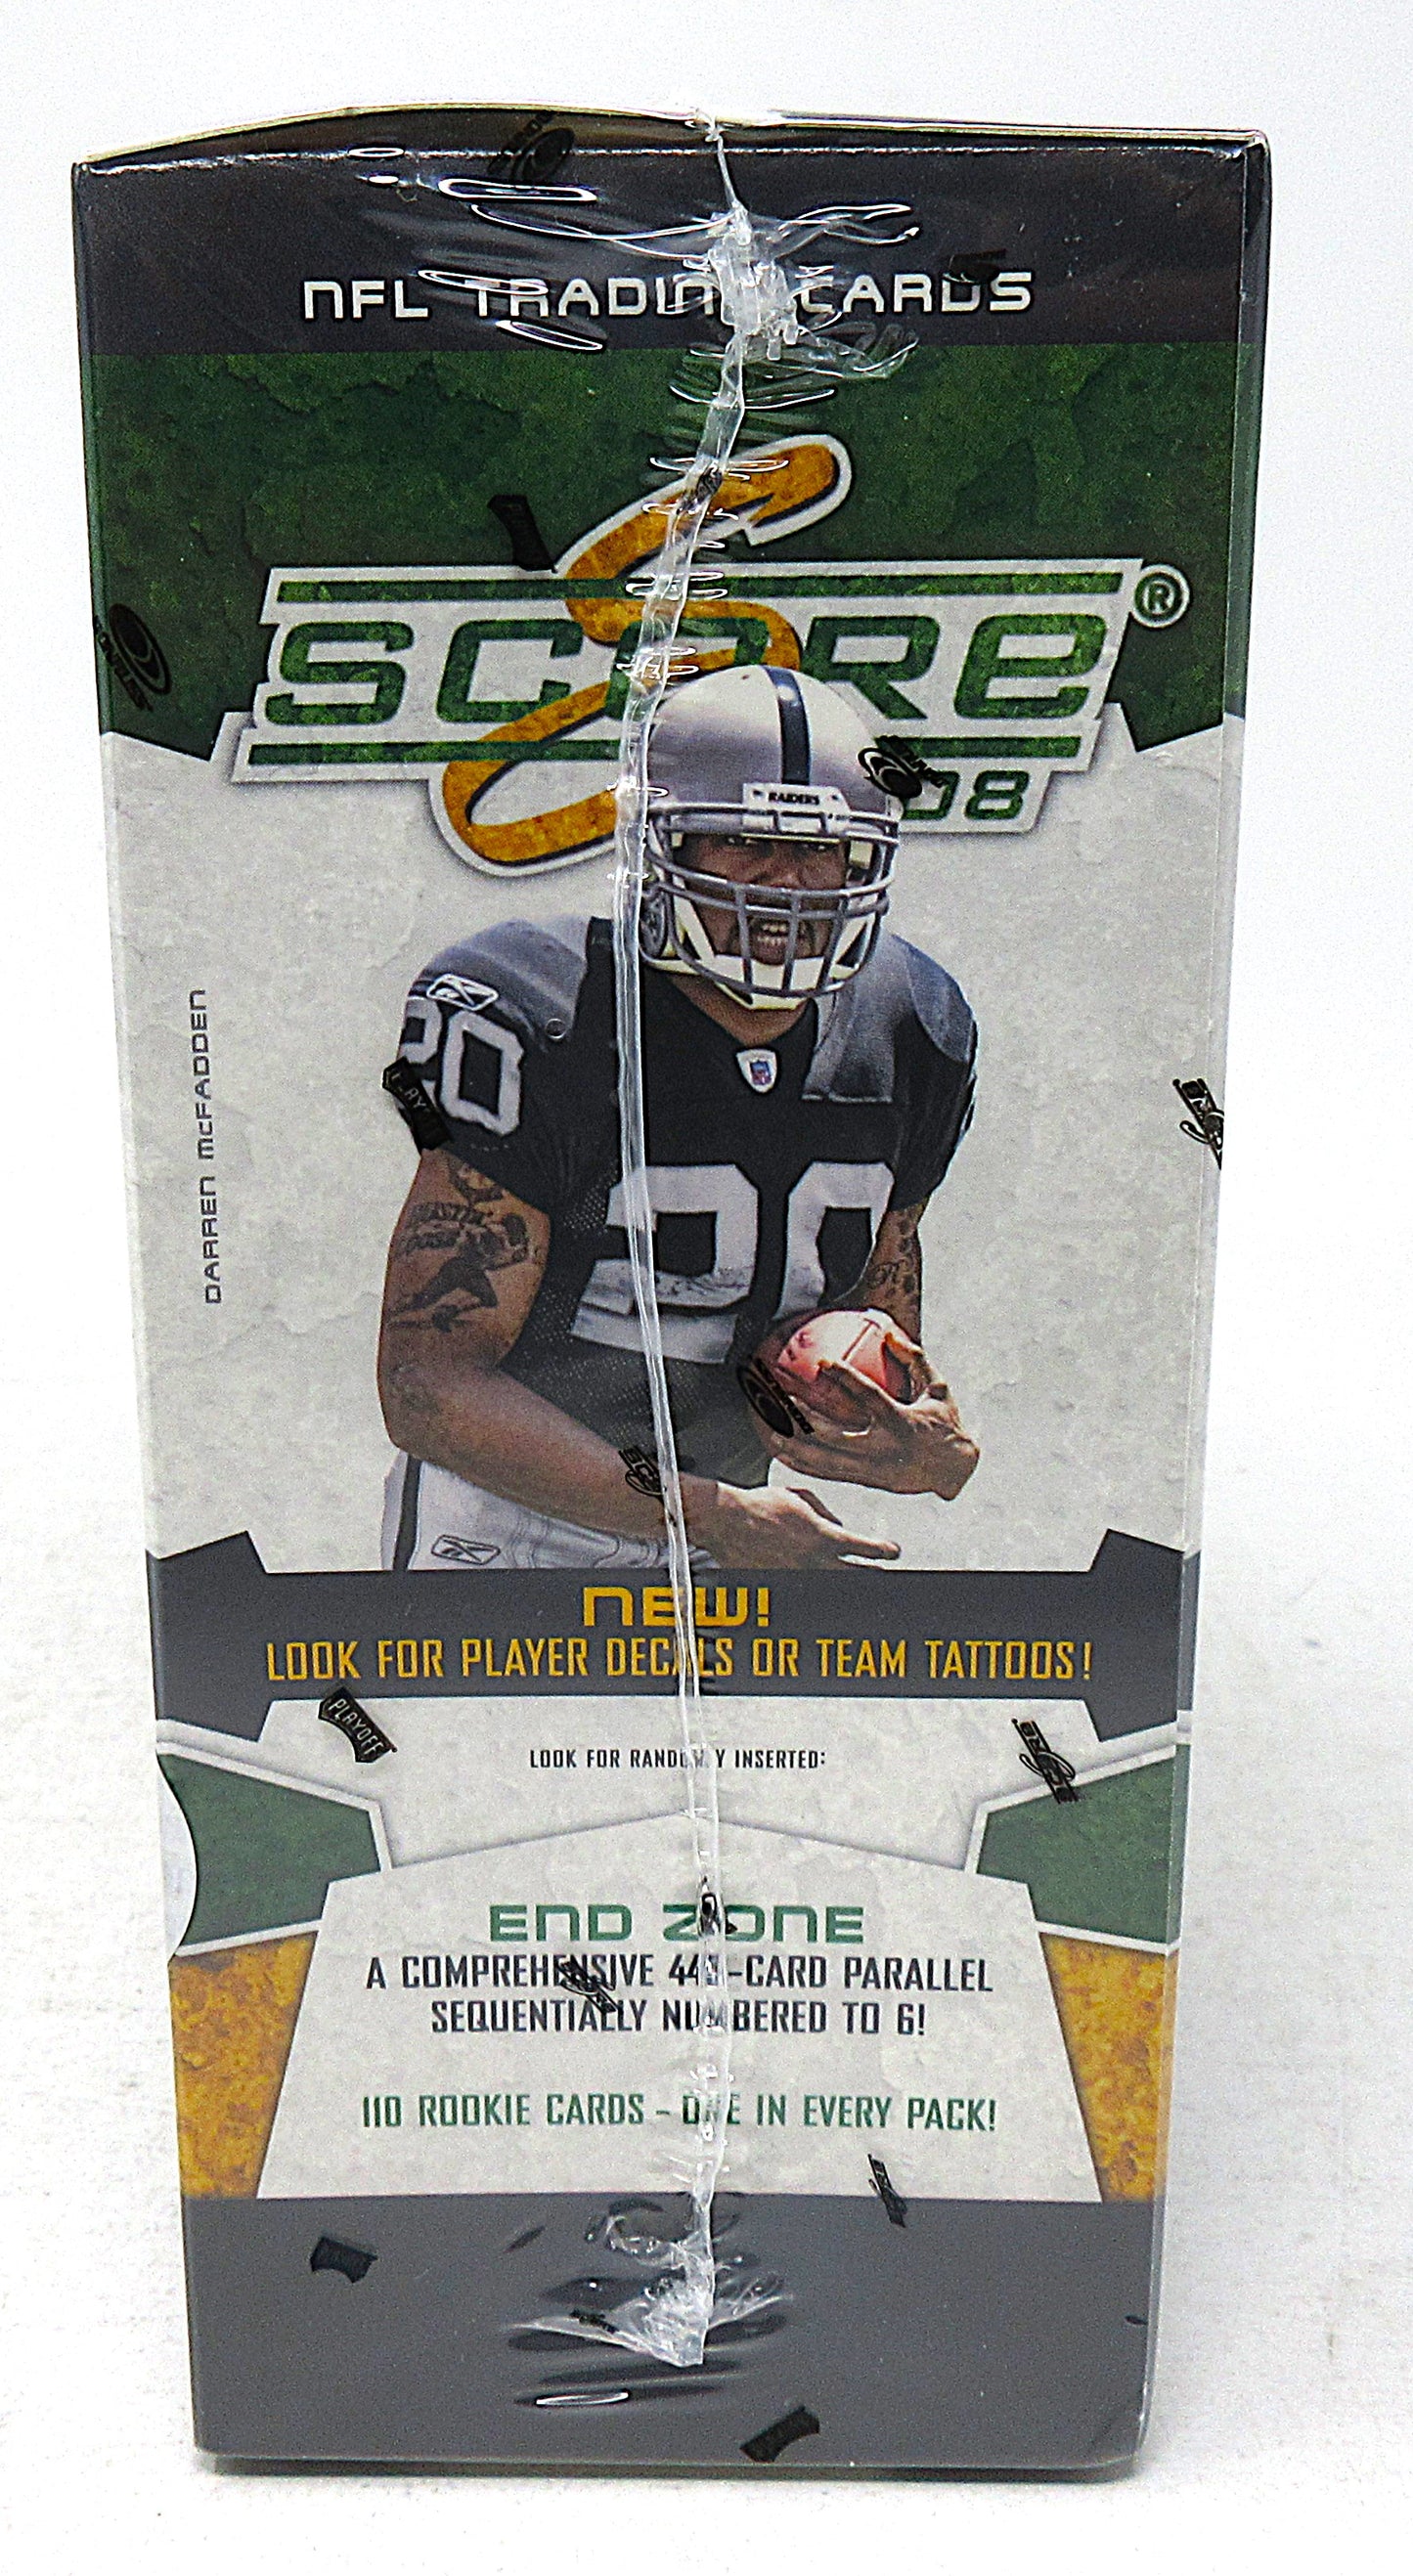 NFL TRADING CARDS
SCORE®
08
RAIDERS
20
20
DARREN McFADDEN
NEW!
LOOK FOR PLAYER DECALS OR TEAM TATTOOS!
PLAYOFF
LOOK FOR RANDOMLY INSERTED:
END ZONE
A COMPREHENSIVE -CARD PARALLEL
SEQUENTIALLY NUMBERED TO 6!
110 ROOKIE CARDS - ONE IN EVERY PACK!